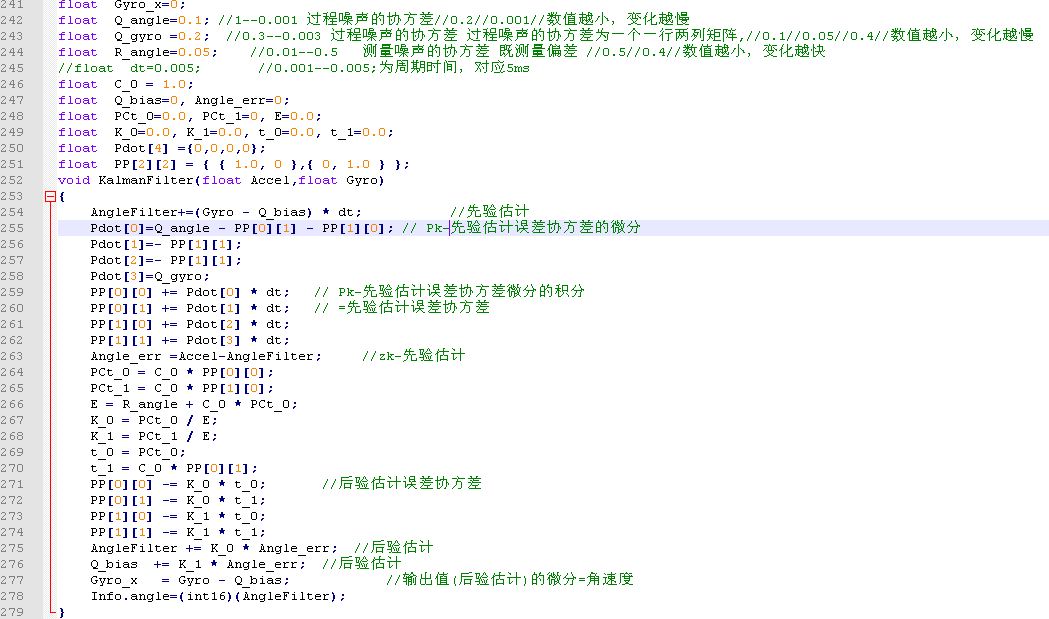 241 float  Gyro_x=0;
242 float  Q_angle=0.1; //1--0.001 过程噪声的协方差//0.2//0.001//数值越小，变化越慢
243 float  Q_gyro =0.2;  //0.3--0.003 过程噪声的协方差 过程噪声的协方差为一个一行两列矩阵,//0.1//0.05//0.4//数值越小，变化越慢
244 float  R_angle=0.05;    //0.01--0.5   测量噪声的协方差 既测量偏差 //0.5//0.4//数值越小，变化越快
245 //float  dt=0.005;       //0.001--0.005;为周期时间，对应5ms
246 float  C_0 = 1.0;
247 float  Q_bias=0, Angle_err=0;
248 float  PCt_0=0.0, PCt_1=0, E=0.0;
249 float  K_0=0.0, K_1=0.0, t_0=0.0, t_1=0.0;
250 float  Pdot[4] ={0,0,0,0};
251 float  PP[2][2] = { { 1.0, 0 },{ 0, 1.0 } };
252 void KalmanFilter(float Accel,float Gyro)
253 {
254     AngleFilter+=(Gyro - Q_bias) * dt;           //先验估计
255     Pdot[0]=Q_angle - PP[0][1] - PP[1][0]; // Pk-先验估计误差协方差的微分
256     Pdot[1]=- PP[1][1];
257     Pdot[2]=- PP[1][1];
258     Pdot[3]=Q_gyro;
259     PP[0][0] += Pdot[0] * dt;   // Pk-先验估计误差协方差微分的积分
260     PP[0][1] += Pdot[1] * dt;   // =先验估计误差协方差
261     PP[1][0] += Pdot[2] * dt;
262     PP[1][1] += Pdot[3] * dt;
263     Angle_err =Accel-AngleFilter;     //zk-先验估计
264     PCt_0 = C_0 * PP[0][0];
265     PCt_1 = C_0 * PP[1][0];
266     E = R_angle + C_0 * PCt_0;
267     K_0 = PCt_0 / E;
268     K_1 = PCt_1 / E;
269     t_0 = PCt_0;
270     t_1 = C_0 * PP[0][1];
271     PP[0][0] -= K_0 * t_0;       //后验估计误差协方差
272     PP[0][1] -= K_0 * t_1;
273     PP[1][0] -= K_1 * t_0;
274     PP[1][1] -= K_1 * t_1;
275     AngleFilter += K_0 * Angle_err;  //后验估计
276     Q_bias  += K_1 * Angle_err;  //后验估计
277     Gyro_x   = Gyro - Q_bias;            //输出值(后验估计)的微分=角速度
278     Info.angle=(int16)(AngleFilter);
279 }